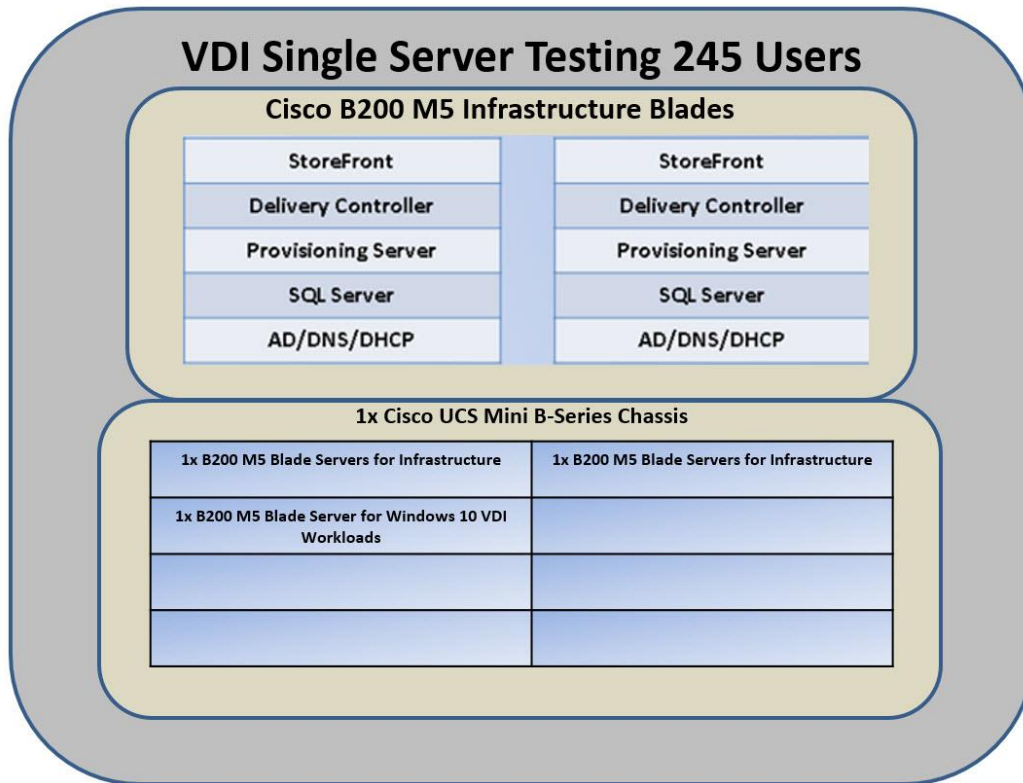 VDI Single Server Testing 245 Users
Cisco B200 M5 Infrastructure Blades
StoreFront
Delivery Controller
Provisioning Server
SQL Server
AD/DNS/DHCP
StoreFront
Delivery Controller
Provisioning Server
SQL Server
AD/DNS/DHCP
1x Cisco UCS Mini B-Series Chassis
1x B200 M5 Blade Servers for Infrastructure
1x B200 M5 Blade Servers for Infrastructure
1x B200 M5 Blade Server for Windows 10 VDI
Workloads